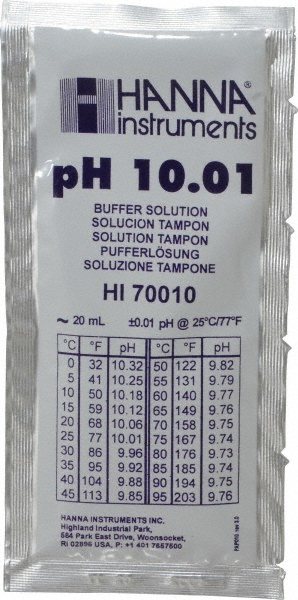 HANNA®
instruments
pH 10.01
BUFFER SOLUTION
SOLUCION TAMPON
SOLUTION TAMPON
PUFFERLÖSUNG
SOLUZIONE TAMPONE
HI 70010
~ 20 mL ±0.01 pH @ 25°C/77°F
°C °F pH °C °F pH
0 32 10.32 50 122 9.82
5 41 10.25 55 131 9.79
10 50 10.18 60 140 9.77
15 59 10.12 65 149 9.76
20 68 10.06 70 158 9.75
25 77 10.01 75 167 9.74
30 86 9.96 80 176 9.73
35 95 9.92 85 185 9.74
40 104 9.88 90 194 9.75
45 113 9.85 95 203 9.76
HANNA INSTRUMENTS INC.
Highland Industrial Park,
584 Park East Drive, Woonsocket,
RI 02895 USA, P: +1 401 7657500